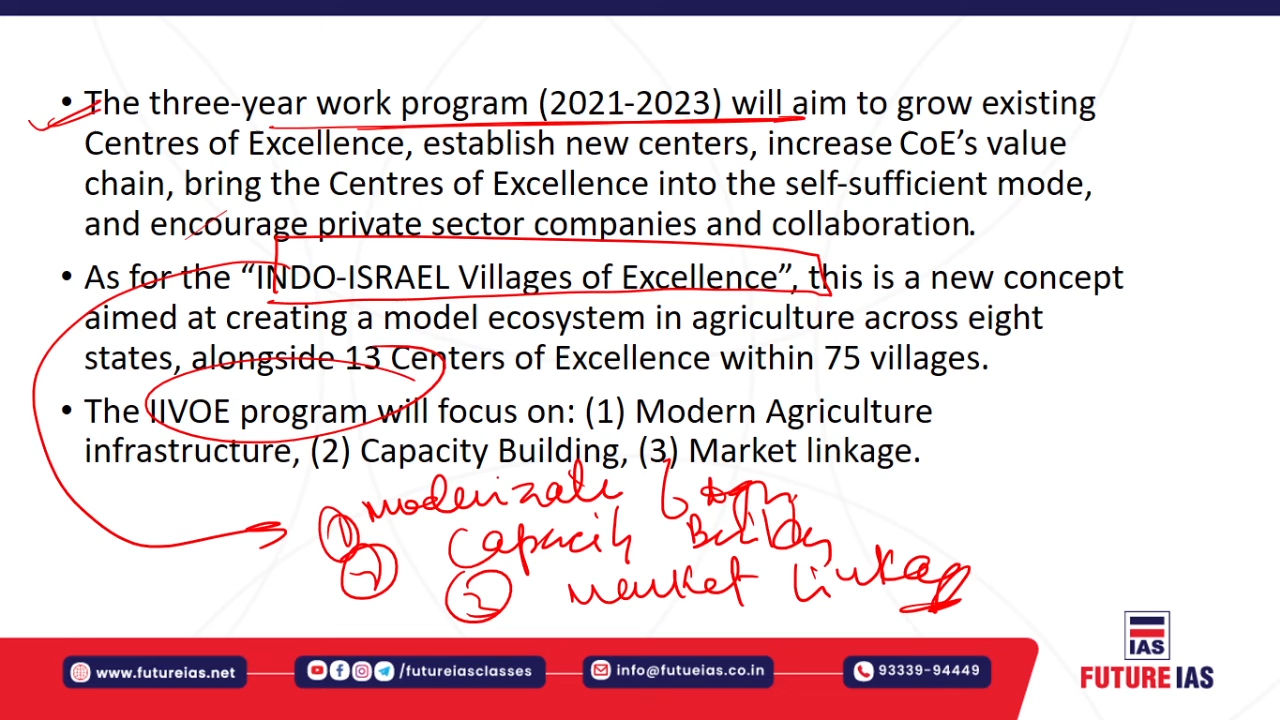 • The three-year work program (2021-2023) will aim to grow existing
Centres of Excellence, establish new centers, increase CoE’s value
chain, bring the Centres of Excellence into the self-sufficient mode,
and encourage private sector companies and collaboration.
• As for the “INDO-ISRAEL Villages of Excellence”, this is a new concept
aimed at creating a model ecosystem in agriculture across eight
states, alongside 13 Centers of Excellence within 75 villages.
• The IIVOE program will focus on: (1) Modern Agriculture
infrastructure, (2) Capacity Building, (3) Market linkage.
① 
② Capacity Building
③ market linkage
IAS
FUTURE IAS
www.futureias.net
/futureiasclasses
info@futueias.co.in
93339-94449